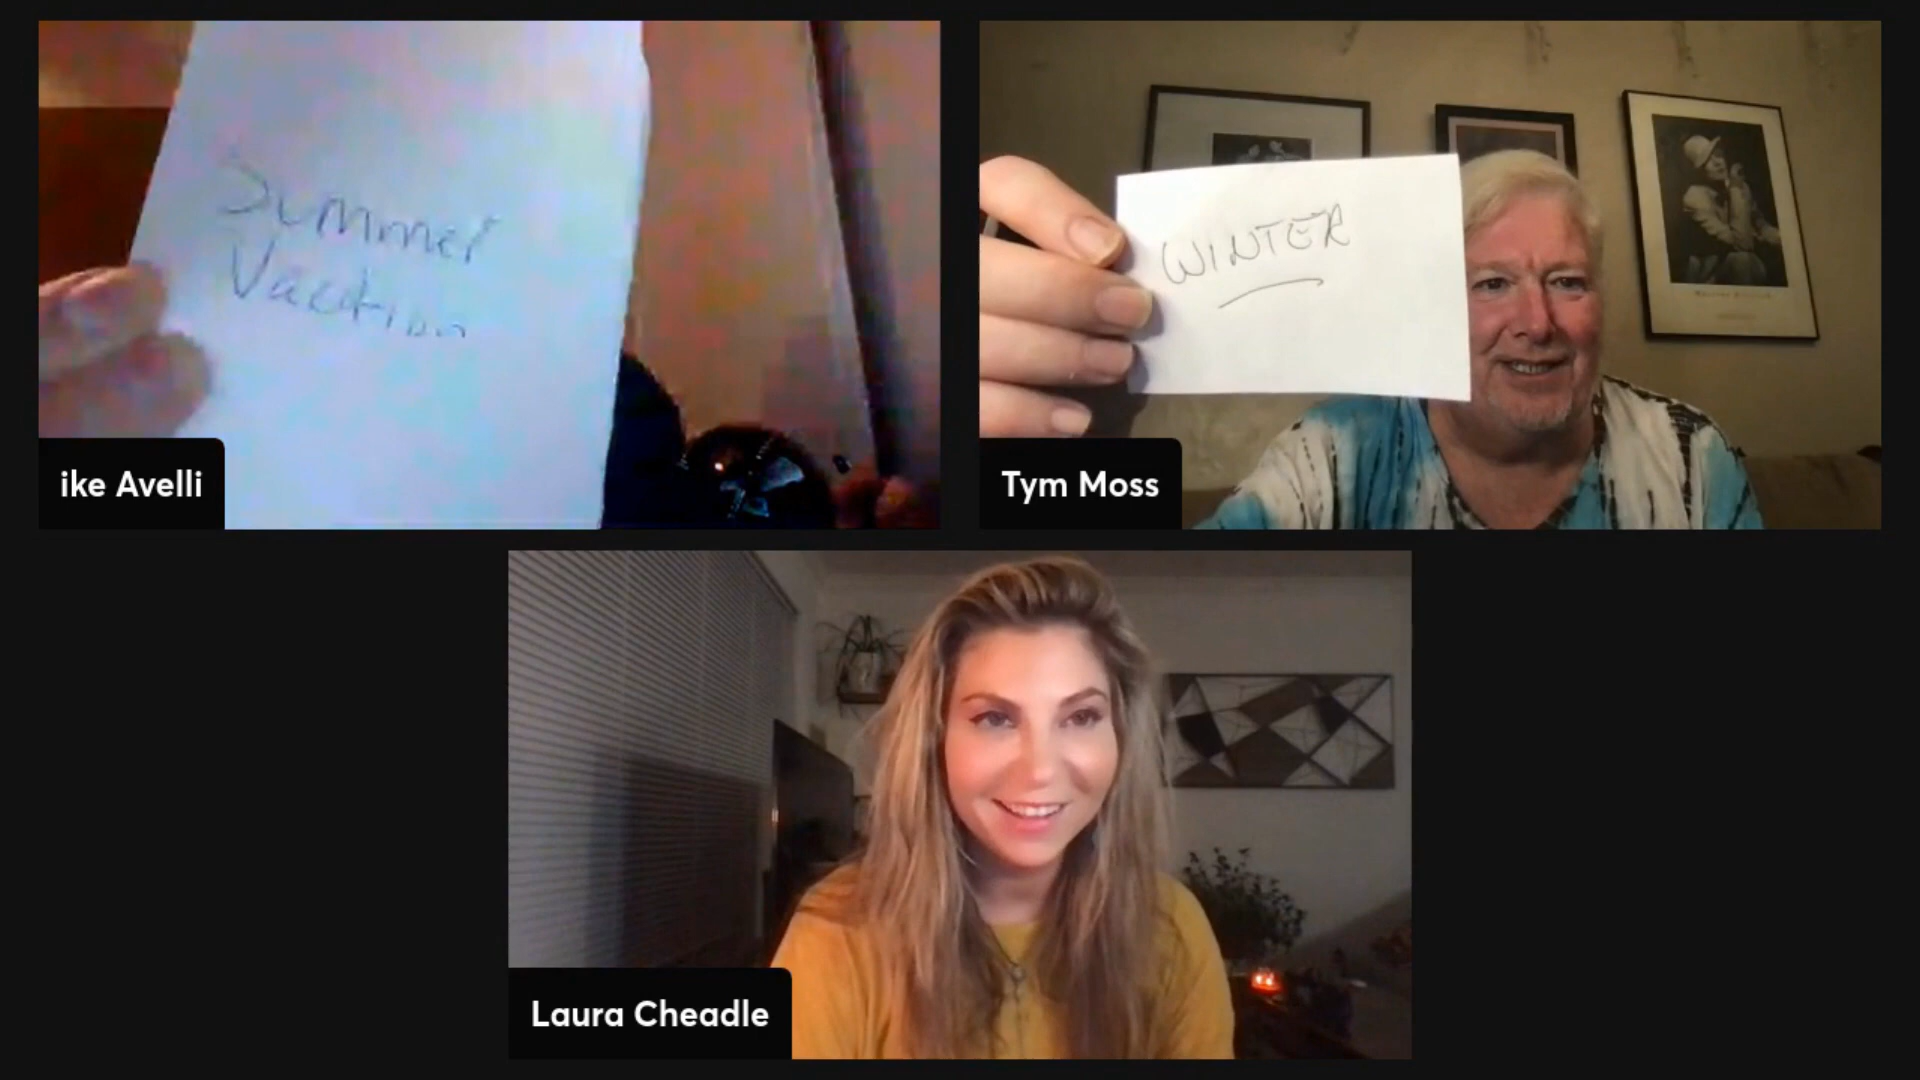 Summer
Vacation
WINTER
ike Avelli
Tym Moss
Laura Cheadle